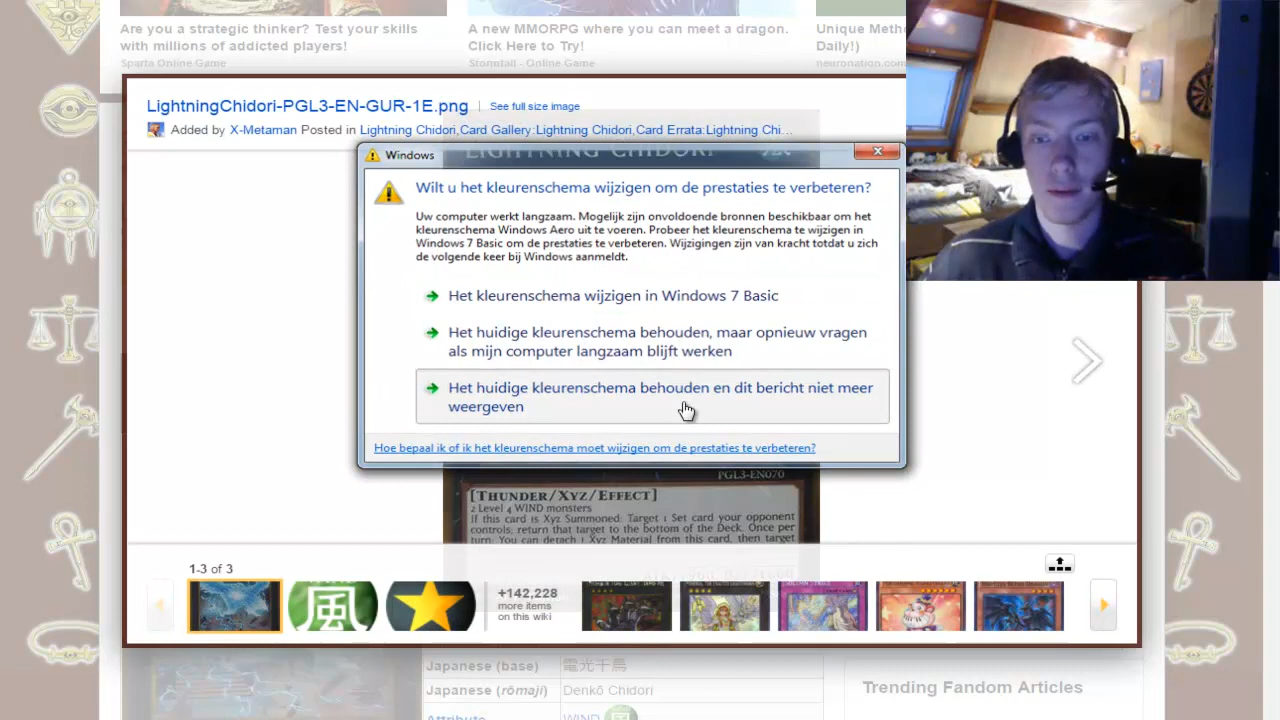 Are you a strategic thinker? Test your skills
with millions of addicted players!
Sparta Online Game
A new MMORPG where you can meet a dragon.
Click Here to Try!
Stormfall - Online Game
Unique
Daily!)
LightningChidori-PGL3-EN-GUR-1E.png
See full size image
Added by X-Metaman Posted in Lightning Chidori,Card Gallery:Lightning Chidori,Card Errata:Lightning Chi...
LIGHTNING CHIDORI
Windows
Wilt u het kleurenschema wijzigen om de prestaties te verbeteren?
Uw computer werkt langzaam. Mogelijk zijn onvoldoende bronnen beschikbaar om het
kleurenschema Windows Aero uit te voeren. Probeer het kleurenschema te wijzigen in
Windows 7 Basic om de prestaties te verbeteren. Wijzigingen zijn van kracht totdat u zich
de volgende keer bij Windows aanmeldt.
Het kleurenschema wijzigen in Windows 7 Basic
Het huidige kleurenschema behouden, maar opnieuw vragen
als mijn computer langzaam blijft werken
Het huidige kleurenschema behouden en dit bericht niet meer
weergeven
Hoe bepaal ik of ik het kleurenschema moet wijzigen om de prestaties te verbeteren?
PGL3-EN070
[THUNDER/XYZ/EFFECT]
2 Level 4 WIND monsters
If this card is Xyz Summoned: Target 1 Set card your opponent
controls; return that target to the bottom of the Deck. Once per
turn: You can detach 1 Xyz Material from this card, then target
1-3 of 3
風
+142,228
more items
on this wiki
Japanese (base)
電光千鳥
Japanese (rōmaji)
Denkō Chidori
Attribute
WIND
Trending Fandom Articles